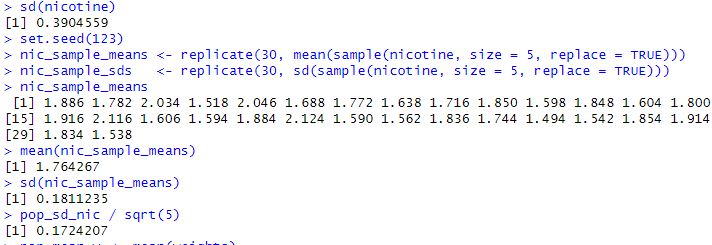 > sd(nicotine)
[1] 0.3904559
> set.seed(123)
> nic_sample_means <- replicate(30, mean(sample(nicotine, size = 5, replace = TRUE)))
> nic_sample_sds   <- replicate(30, sd(sample(nicotine, size = 5, replace = TRUE)))
> nic_sample_means
 [1] 1.886 1.782 2.034 1.518 2.046 1.688 1.772 1.638 1.716 1.850 1.598 1.848 1.604 1.800
[15] 1.916 2.116 1.606 1.594 1.884 2.124 1.590 1.562 1.836 1.744 1.494 1.542 1.854 1.914
[29] 1.834 1.538
> mean(nic_sample_means)
[1] 1.764267
> sd(nic_sample_means)
[1] 0.1811235
> pop_sd_nic / sqrt(5)
[1] 0.1724207